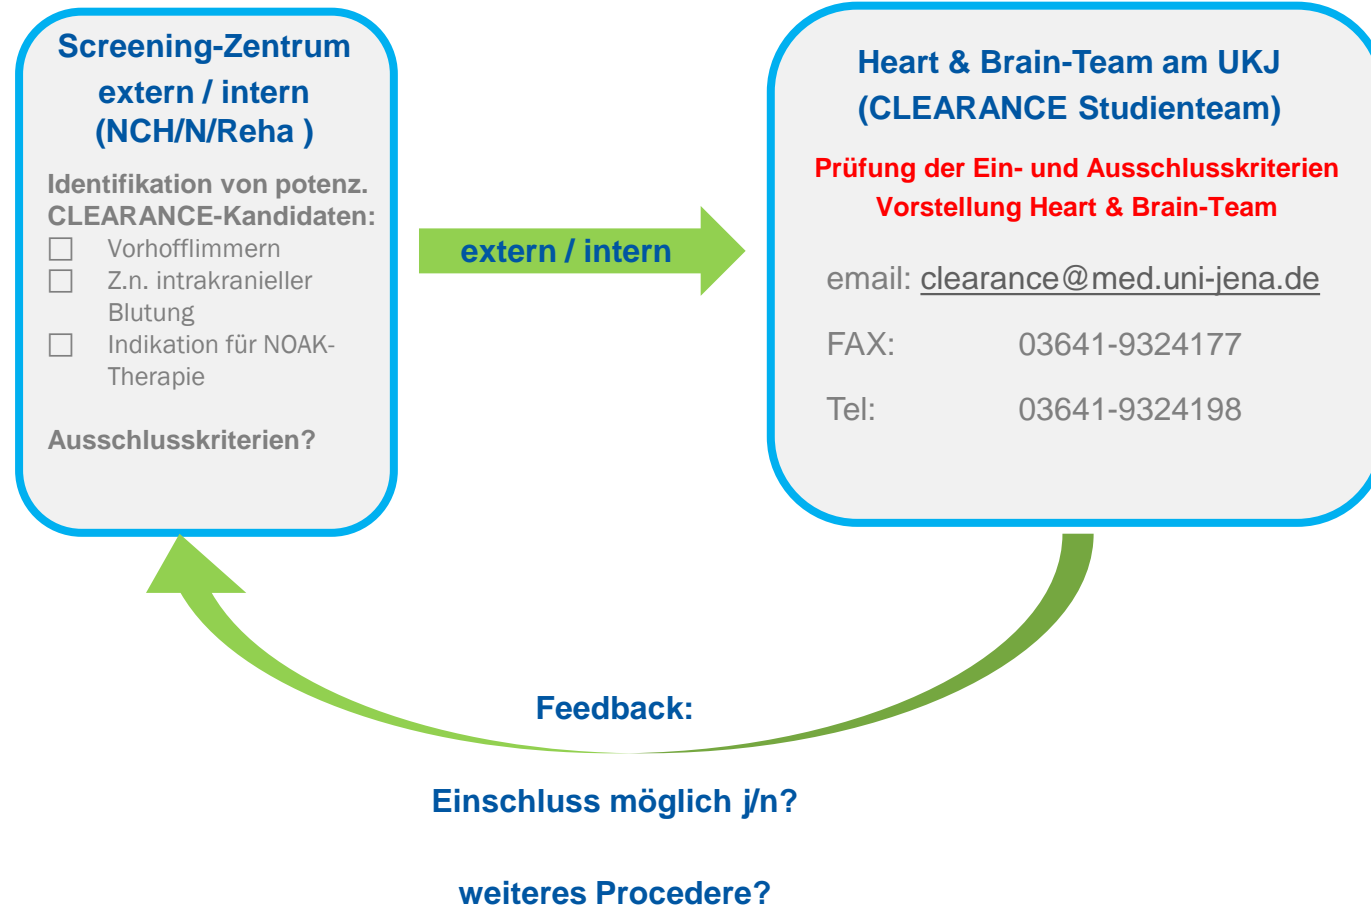 Screening-Zentrum
extern / intern
(NCH/N/Reha )
Identifikation von potenz.
CLEARANCE-Kandidaten:
Vorhofflimmern
Z.n. intrakranieller
Blutung
Indikation für NOAK-
Therapie
Ausschlusskriterien?
extern / intern
Heart & Brain-Team am UKJ
(CLEARANCE Studienteam)
Prüfung der Ein- und Ausschlusskriterien
Vorstellung Heart & Brain-Team
email: clearance@med.uni-jena.de
FAX: 03641-9324177
Tel: 03641-9324198
Feedback:
Einschluss möglich j/n?
weiteres Procedere?